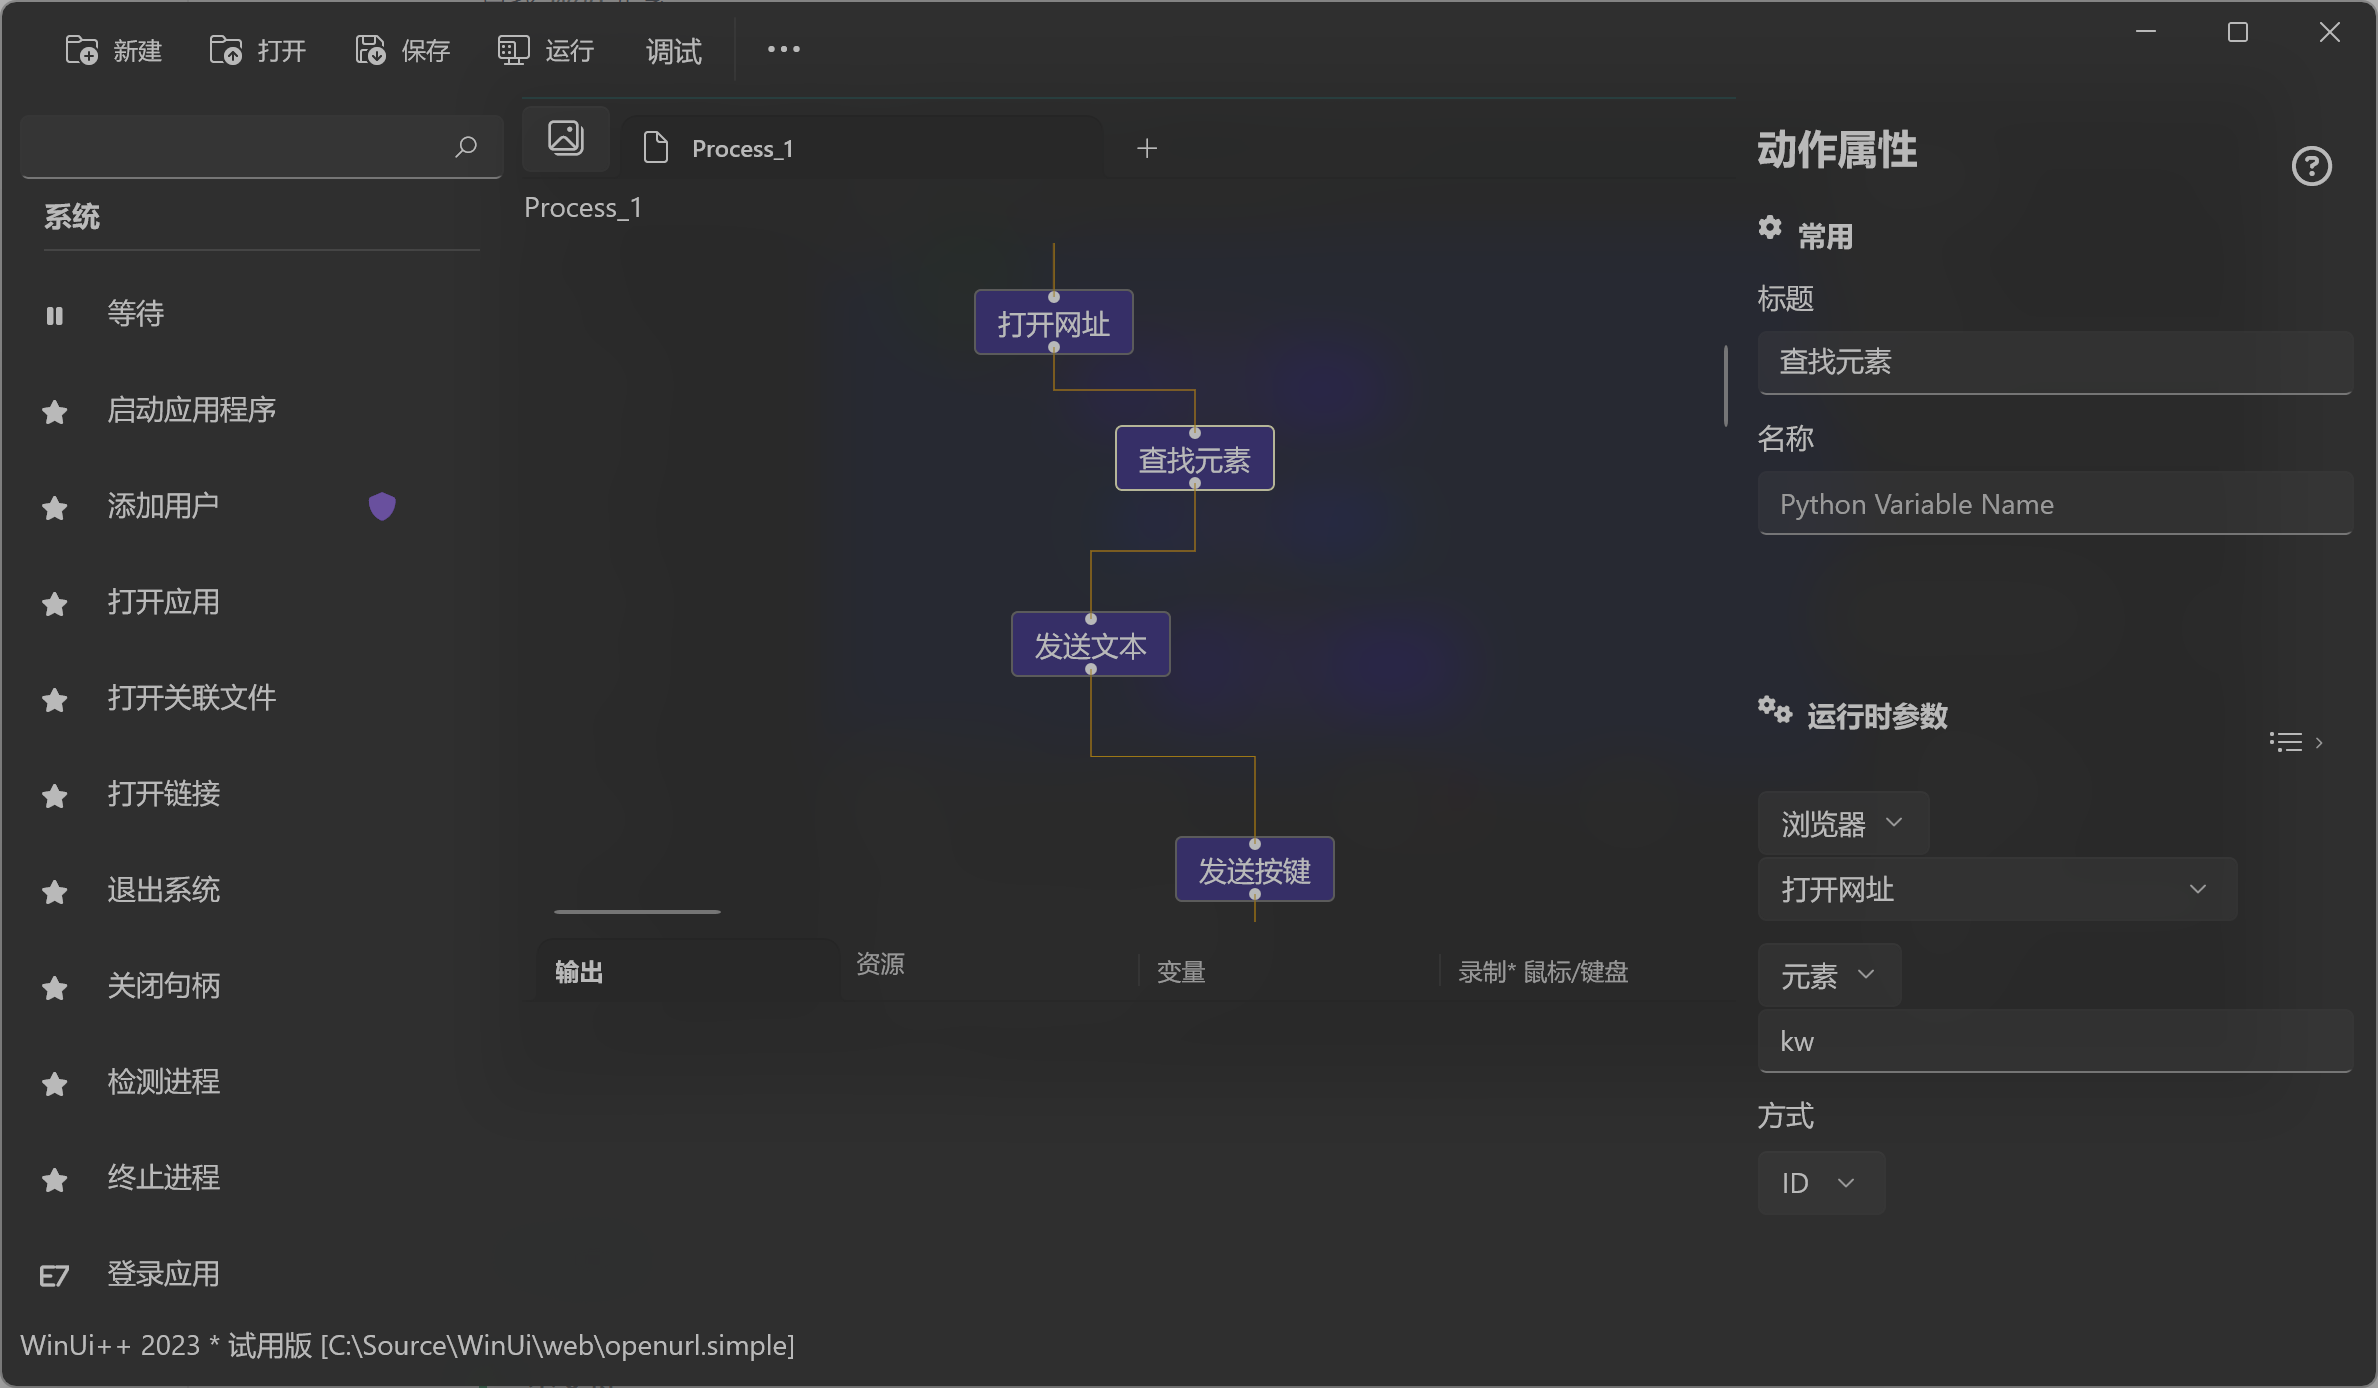 新建 打开 保存 运行 调试
Process_1
系统
等待
启动应用程序
添加用户
打开应用
打开关联文件
打开链接
退出系统
关闭句柄
检测进程
终止进程
E7 登录应用
Process_1
打开网址
查找元素
发送文本
发送按键
输出 资源 变量 录制* 鼠标/键盘
动作属性
常用
标题
查找元素
名称
Python Variable Name
运行时参数
浏览器
打开网址
元素
kw
方式
ID
WinUi++ 2023 * 试用版 [C:\Source\WinUi\web\openurl.simple]